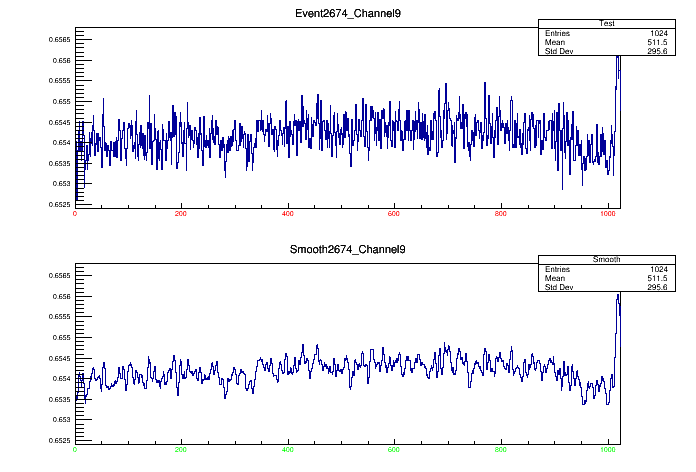 Event2674_Channel9
Test
Entries 1024
Mean 511.5
Std Dev 295.6
0.6565
0.656
0.6555
0.655
0.6545
0.654
0.6535
0.653
0.6525
0 200 400 600 800 1000
Smooth2674_Channel9
Smooth
Entries 1024
Mean 511.5
Std Dev 295.6
0.6565
0.656
0.6555
0.655
0.6545
0.654
0.6535
0.653
0.6525
0 200 400 600 800 1000